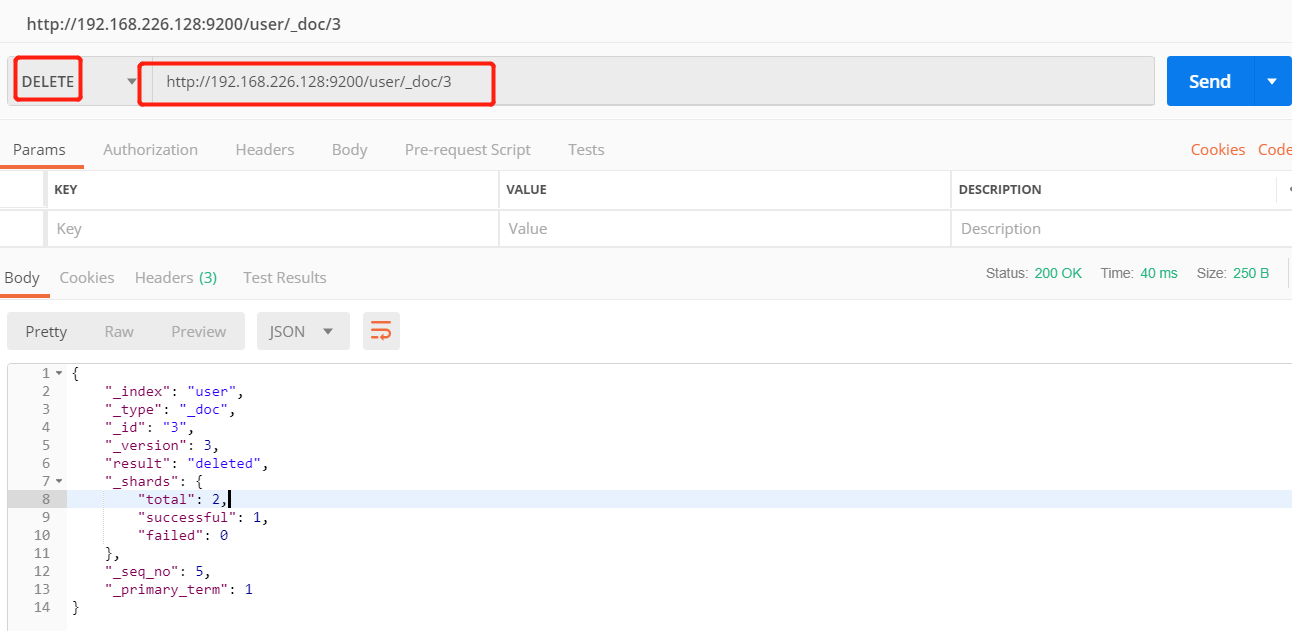 http://192.168.226.128:9200/user/_doc/3
DELETE http://192.168.226.128:9200/user/_doc/3 Send
Params Authorization Headers Body Pre-request Script Tests Cookies Code
KEY VALUE DESCRIPTION
Key Value Description
Body Cookies Headers (3) Test Results Status: 200 OK Time: 40 ms Size: 250 B
Pretty Raw Preview JSON
1 {
2 "_index": "user",
3 "_type": "_doc",
4 "_id": "3",
5 "_version": 3,
6 "result": "deleted",
7 "_shards": {
8 "total": 2,
9 "successful": 1,
10 "failed": 0
11 },
12 "_seq_no": 5,
13 "_primary_term": 1
14 }